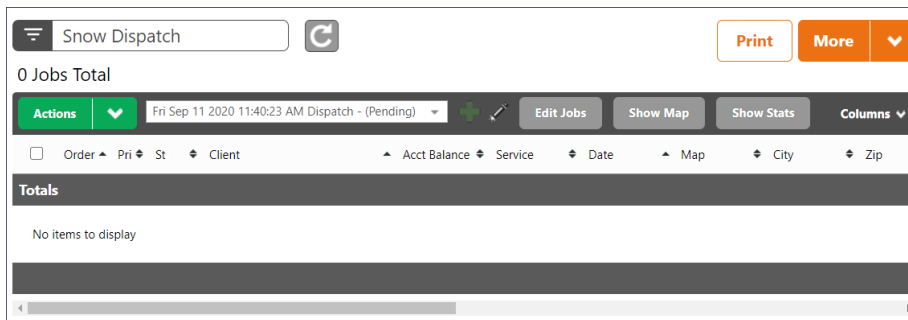 Snow Dispatch
Print More
0 Jobs Total
Actions Fri Sep 11 2020 11:40:23 AM Dispatch - (Pending) Edit Jobs Show Map Show Stats Columns
Order Pri St Client Acct Balance Service Date Map City Zip
Totals
No items to display